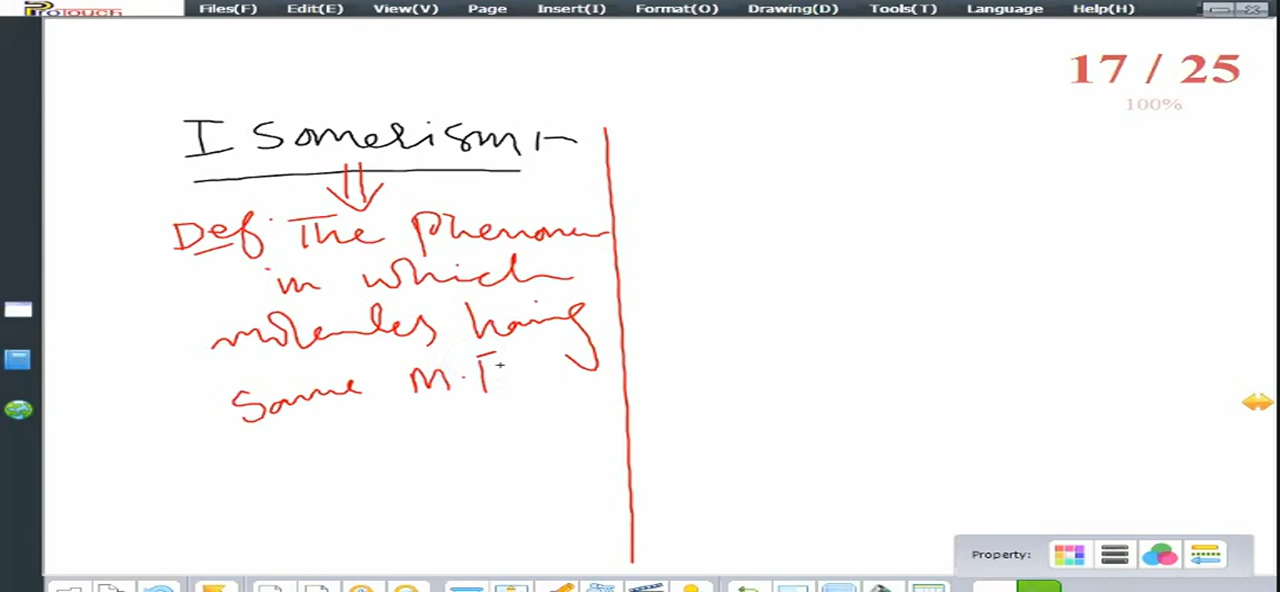 PROTOUCH
Files(F) Edit(E) View(V) Page Insert(I) Format(O) Drawing(D) Tools(T) Language Help(H)
17 / 25
100%
Isomerism :-
Def. The phenomen
in which
molecules having
Same M.F
Property: